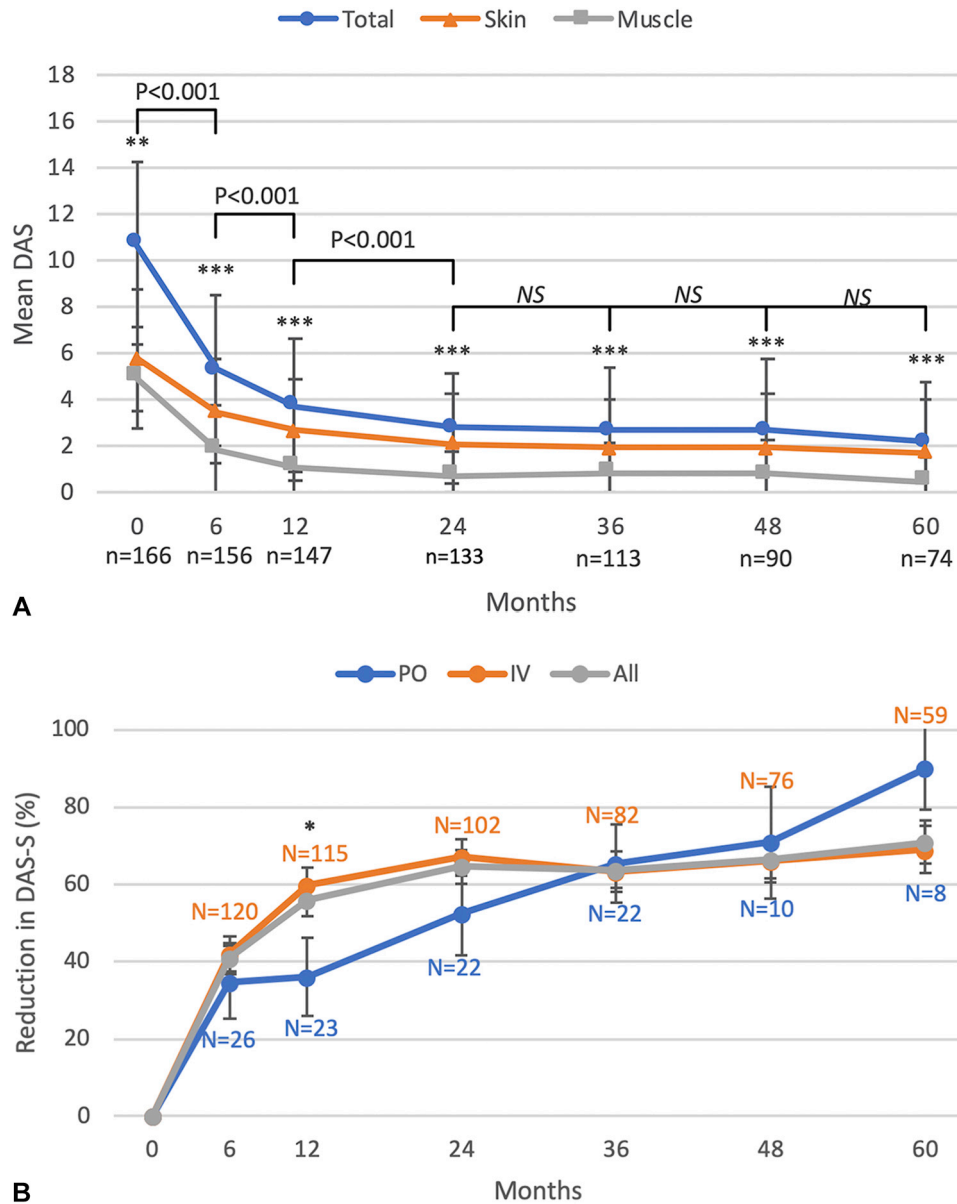 Total Skin Muscle
18
P<0.001
16
**
14
12
P<0.001
P<0.001
10
***
8
NS NS NS
***
*** *** *** ***
6
4
2
0
Mean DAS
0 6 12 24 36 48 60
n=166 n=156 n=147 n=133 n=113 n=90 n=74
A
Months
PO IV All
100
N=59
N=76
80
N=82
N=102
*
N=115
60
N=120
N=8
N=22 N=10
40
N=22
N=26 N=23
20
0
Reduction in DAS-S (%)
0 6 12 24 36 48 60
B
Months